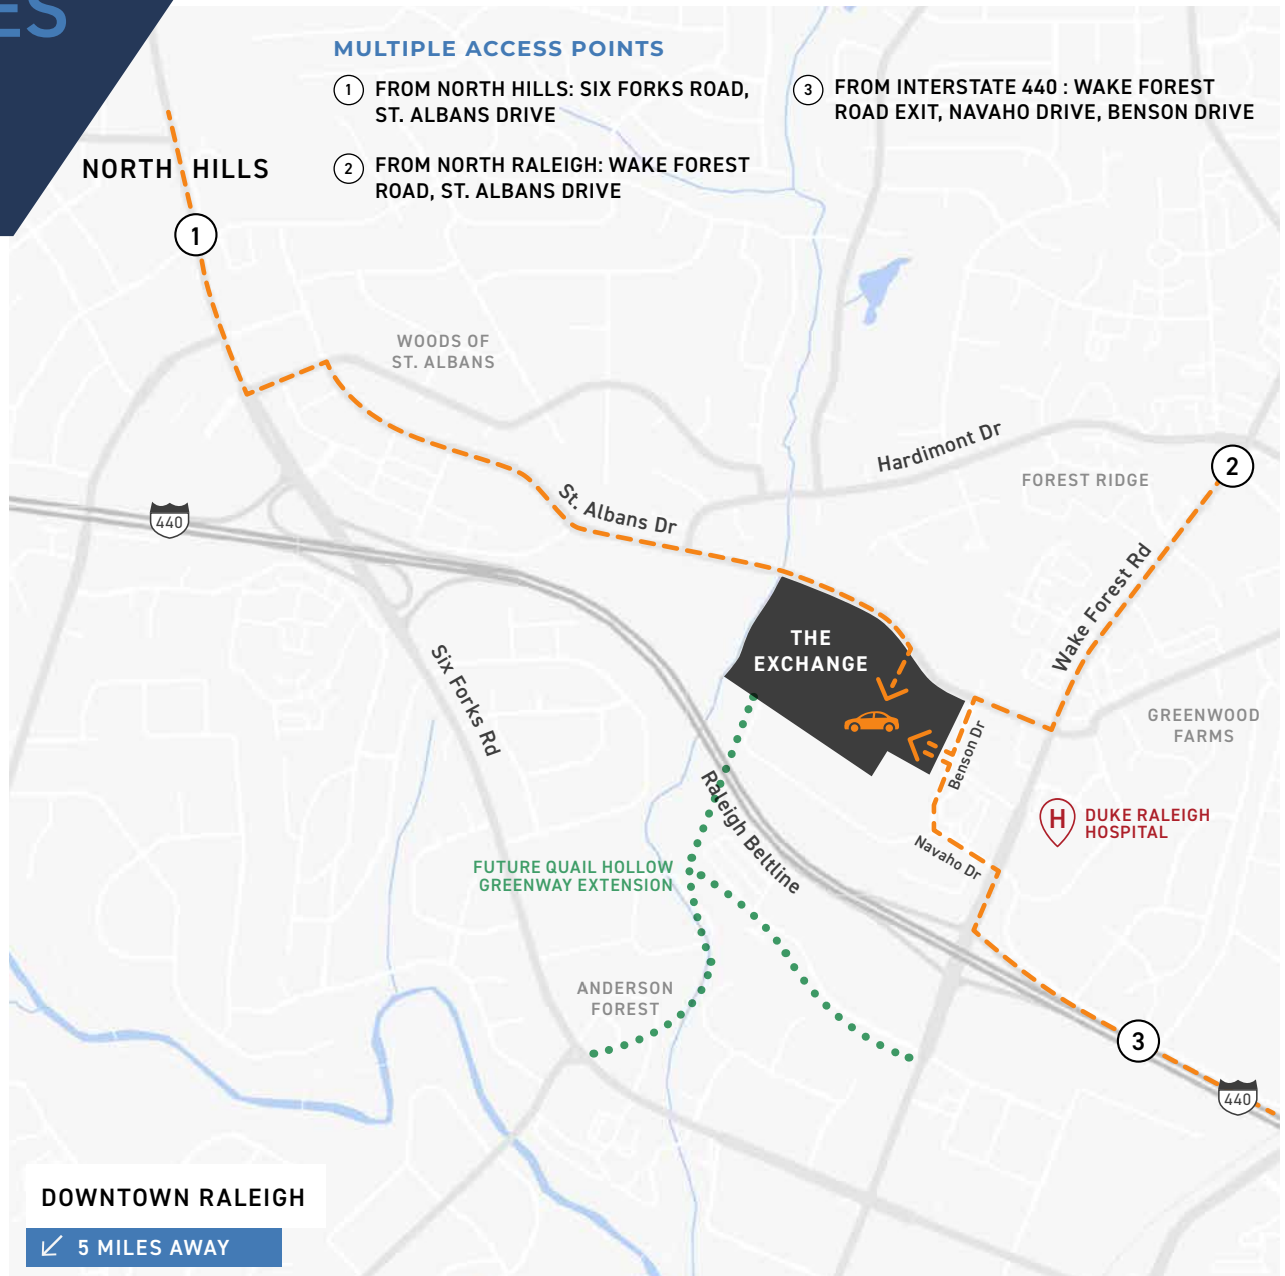 ES
MULTIPLE ACCESS POINTS
1 FROM NORTH HILLS: SIX FORKS ROAD,
ST. ALBANS DRIVE
2 FROM NORTH RALEIGH: WAKE FOREST
ROAD, ST. ALBANS DRIVE
3 FROM INTERSTATE 440 : WAKE FOREST
ROAD EXIT, NAVAHO DRIVE, BENSON DRIVE
NORTH HILLS
1
WOODS OF
ST. ALBANS
Hardimont Dr
2
FOREST RIDGE
440
St. Albans Dr
Wake Forest Rd
THE
EXCHANGE
Six Forks Rd
GREENWOOD
FARMS
Benson Dr
Raleigh Beltline
H
DUKE RALEIGH
HOSPITAL
Navaho Dr
FUTURE QUAIL HOLLOW
GREENWAY EXTENSION
ANDERSON
FOREST
3
440
DOWNTOWN RALEIGH
5 MILES AWAY